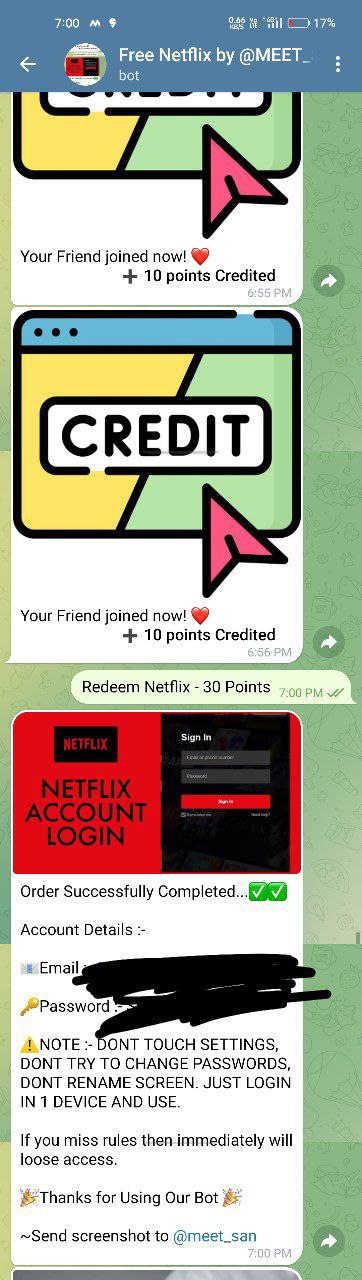 7:00
0.66 KB/S
4G
17%
Free Netflix by @MEET_
bot
CREDIT
Your Friend joined now! ❤️
➕ 10 points Credited
6:55 PM
CREDIT
Your Friend joined now! ❤️
➕ 10 points Credited
6:56 PM
Redeem Netflix - 30 Points 7:00 PM
NETFLIX
NETFLIX
ACCOUNT
LOGIN
Sign In
Email or phone number
Password
Sign In
Remember me
Need help?
Order Successfully Completed...✅✅
Account Details :-
📧Email
🔑Password :-
⚠️NOTE :- DONT TOUCH SETTINGS,
DONT TRY TO CHANGE PASSWORDS,
DONT RENAME SCREEN. JUST LOGIN
IN 1 DEVICE AND USE.
If you miss rules then immediately will
loose access.
🎉Thanks for Using Our Bot 🎉
~Send screenshot to @meet_san
7:00 PM